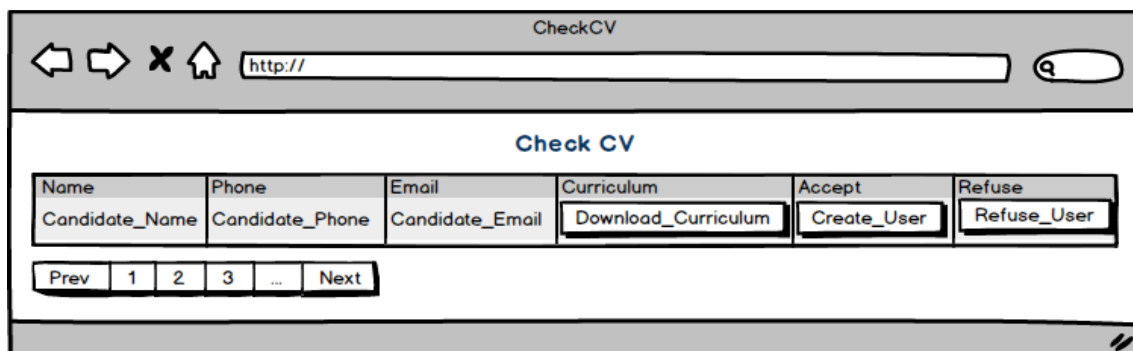 CheckCV
http://
Check CV
Name Phone Email Curriculum Accept Refuse
Candidate_Name Candidate_Phone Candidate_Email Download_Curriculum Create_User Refuse_User
Prev 1 2 3 ... Next